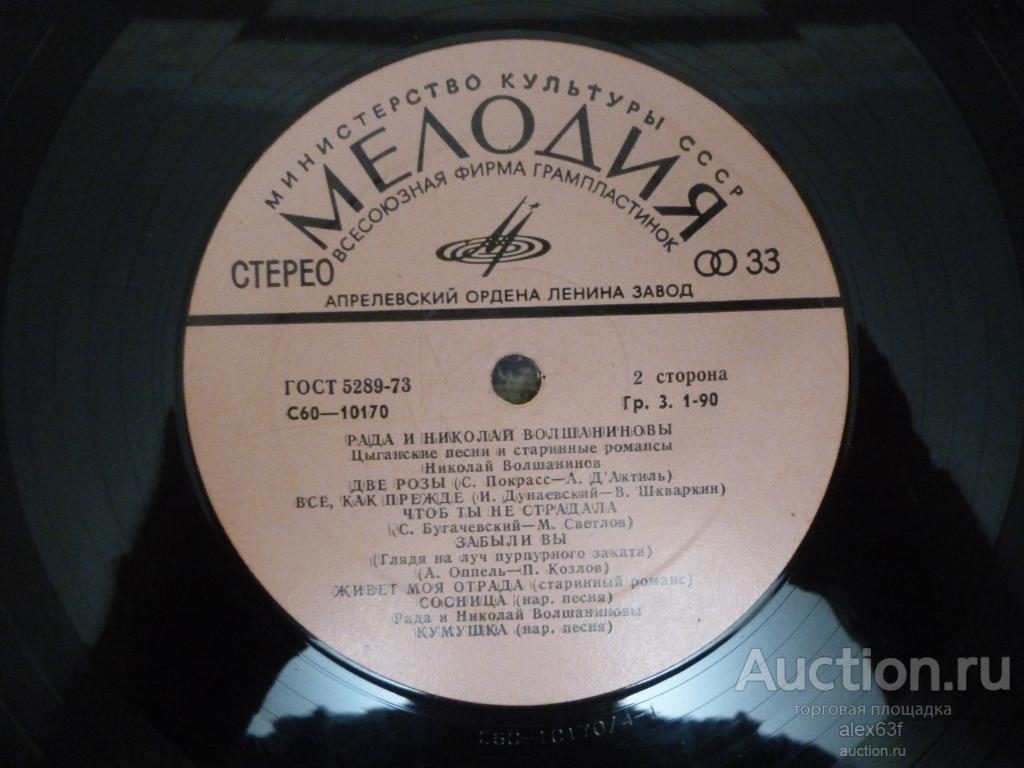 МИНИСТЕРСТВО КУЛЬТУРЫ СССР
МЕЛОДИЯ
ВСЕСОЮЗНАЯ ФИРМА ГРАМПЛАСТИНОК
СТЕРЕО
33
АПРЕЛЕВСКИЙ ОРДЕНА ЛЕНИНА ЗАВОД
ГОСТ 5289-73
2 сторона
С60—10170
Гр. 3. 1-90
РАДА И НИКОЛАЙ ВОЛШАНИНОВЫ
Цыганские песни и старинные романсы
Николай Волшанинов
ДВЕ РОЗЫ (С. Покрасс—А. Д'Актиль)
ВСЕ, КАК ПРЕЖДЕ (И. Дунаевский—В. Шкваркин)
ЧТОБ ТЫ НЕ СТРАДАЛА
(С. Бугачевский—М. Светлов)
ЗАБЫЛИ ВЫ
(Глядя на луч пурпурного заката)
(А. Оппель—П. Козлов)
ЖИВЕТ МОЯ ОТРАДА (старинный романс)
СОСНИЦА (нар. песня)
Рада и Николай Волшаниновы
КУМУШКА (нар. песня)
Auction.ru
торговая площадка
alex63f
auction.ru